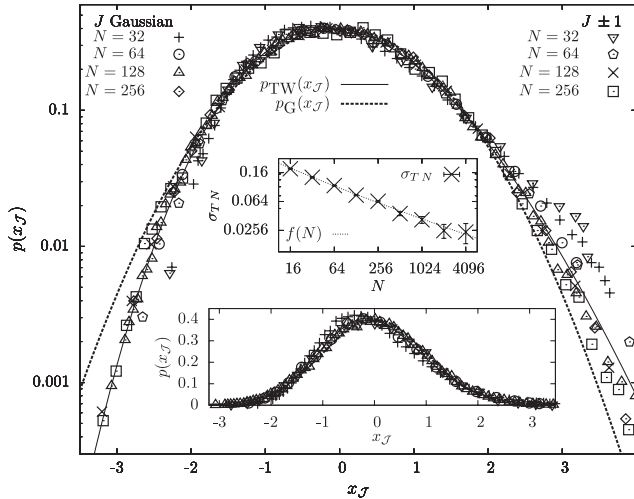 J Gaussian
N = 32
N = 64
N = 128
N = 256
J ± 1
N = 32
N = 64
N = 128
N = 256
p_TW(x_𝒥)
p_G(x_𝒥)
0.1
0.01
0.001
p(x_𝒥)
0.16
0.064
0.0256
σ_T N
σ_T N
f(N)
16 64 256 1024 4096
N
0.4
0.3
0.2
0.1
0
p(x_𝒥)
-3 -2 -1 0 1 2 3
x_𝒥
-3 -2 -1 0 1 2 3
x_𝒥